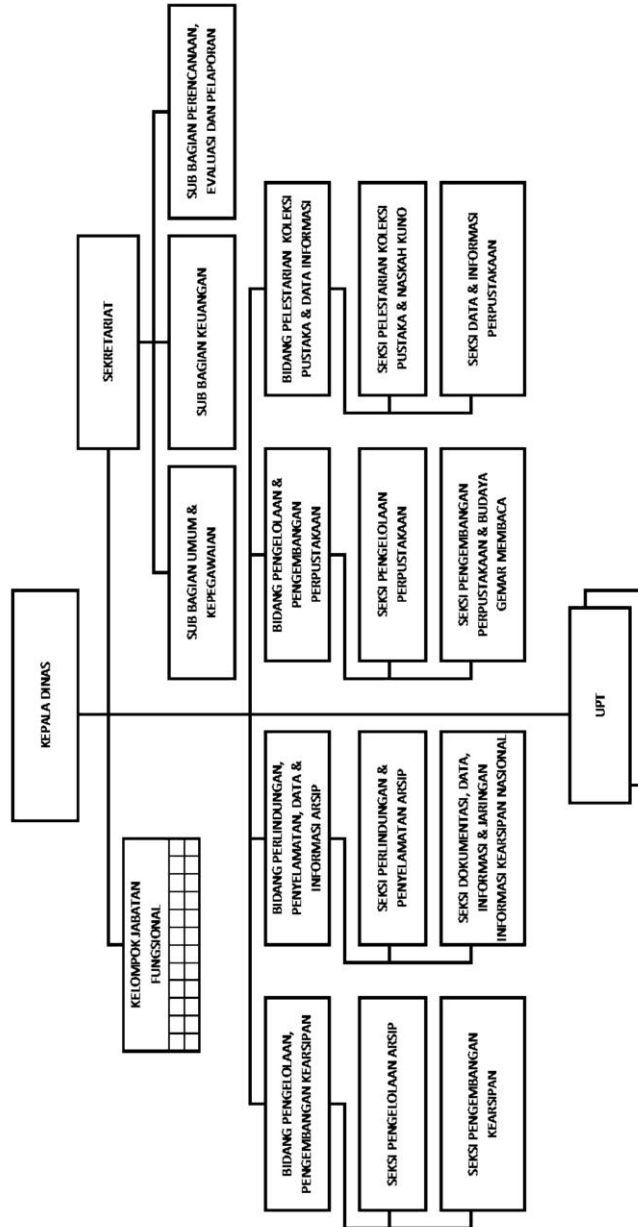 KEPALA DINAS
KELOMPOK JABATAN
FUNGSIONAL
SEKRETARIAT
SUB BAGIAN UMUM &
KEPEGAWAIAN
SUB BAGIAN KEUANGAN
SUB BAGIAN PERENCANAAN,
EVALUASI DAN PELAPORAN
BIDANG PENGELOLAAN,
PENGEMBANGAN KEARSIPAN
SEKSI PENGELOLAAN ARSIP
SEKSI PENGEMBANGAN
KEARSIPAN
BIDANG PERLINDUNGAN,
PENYELAMATAN, DATA &
INFORMASI ARSIP
SEKSI PERLINDUNGAN &
PENYELAMATAN ARSIP
SEKSI DOKUMENTASI, DATA,
INFORMASI & JARINGAN
INFORMASI KEARSIPAN NASIONAL
BIDANG PENGELOLAAN &
PENGEMBANGAN
PERPUSTAKAAN
SEKSI PENGELOLAAN
PERPUSTAKAAN
SEKSI PENGEMBANGAN
PERPUSTAKAAN & BUDAYA
GEMAR MEMBACA
BIDANG PELESTARIAN KOLEKSI
PUSTAKA & DATA INFORMASI
SEKSI PELESTARIAN KOLEKSI
PUSTAKA & NASKAH KUNO
SEKSI DATA & INFORMASI
PERPUSTAKAAN
UPT